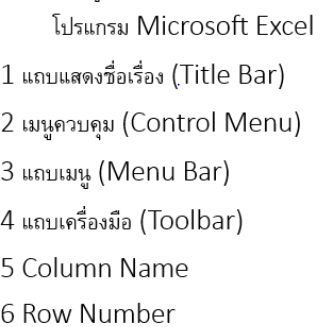 โปรแกรม Microsoft Excel
1 แถบแสดงชื่อเรื่อง (Title Bar)
2 เมนูควบคุม (Control Menu)
3 แถบเมนู (Menu Bar)
4 แถบเครื่องมือ (Toolbar)
5 Column Name
6 Row Number